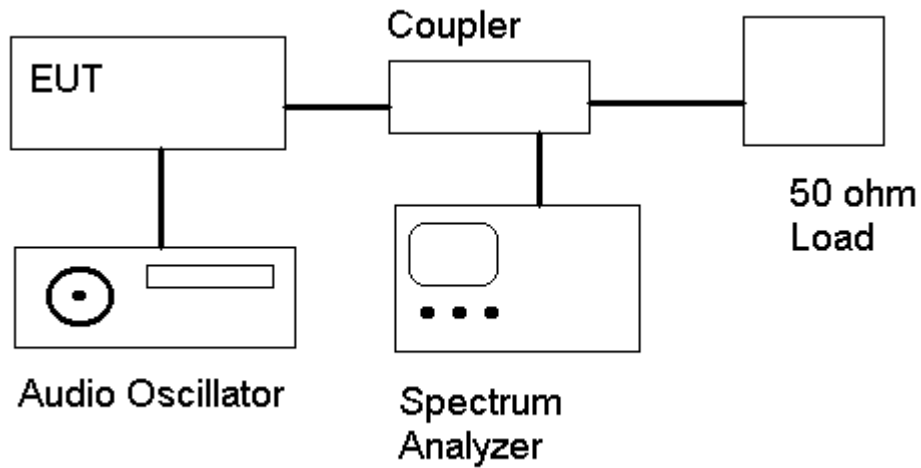 Coupler
EUT
50 ohm
Load
Audio Oscillator
Spectrum
Analyzer